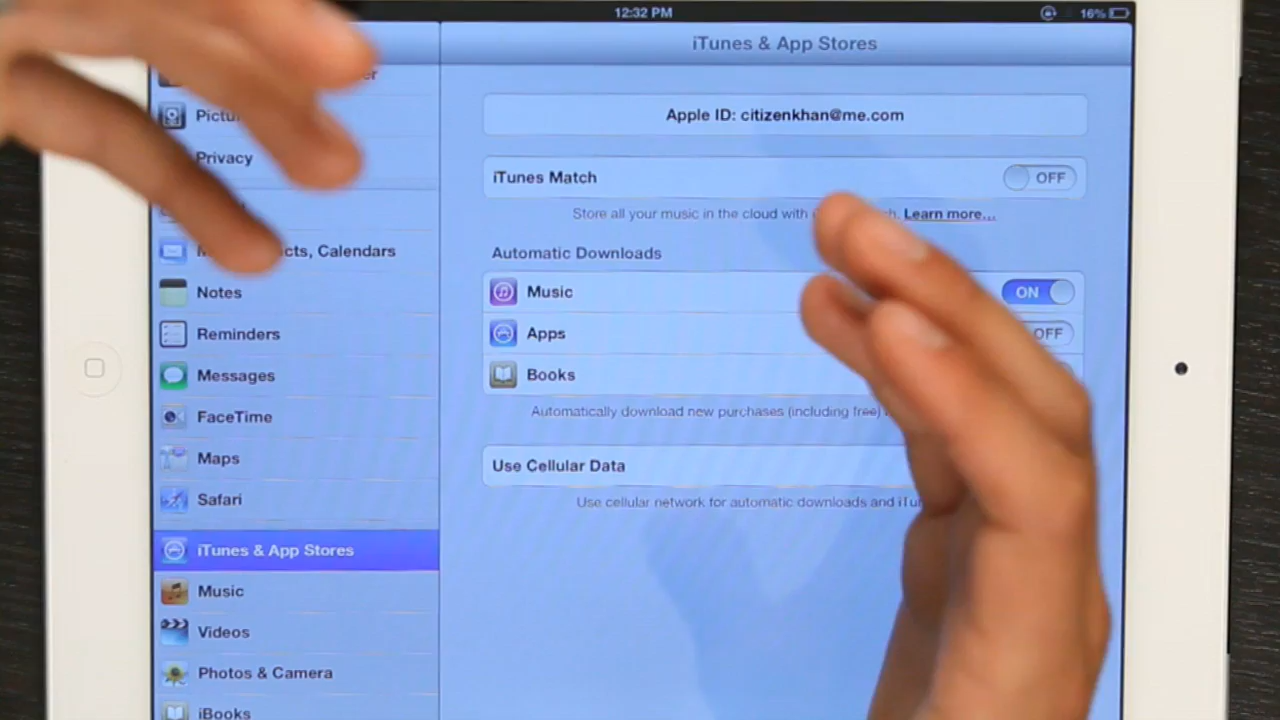 12:32 PM
16%
iTunes & App Stores
Privacy
Calendars
Notes
Reminders
Messages
FaceTime
Maps
Safari
iTunes & App Stores
Music
Videos
Photos & Camera
iBooks
Apple ID: citizenkhan@me.com
iTunes Match
OFF
Store all your music in the cloud with Learn more...
Automatic Downloads
Music
ON
Apps
OFF
Books
Automatically download new purchases (including free)
Use Cellular Data
Use cellular network for automatic downloads and